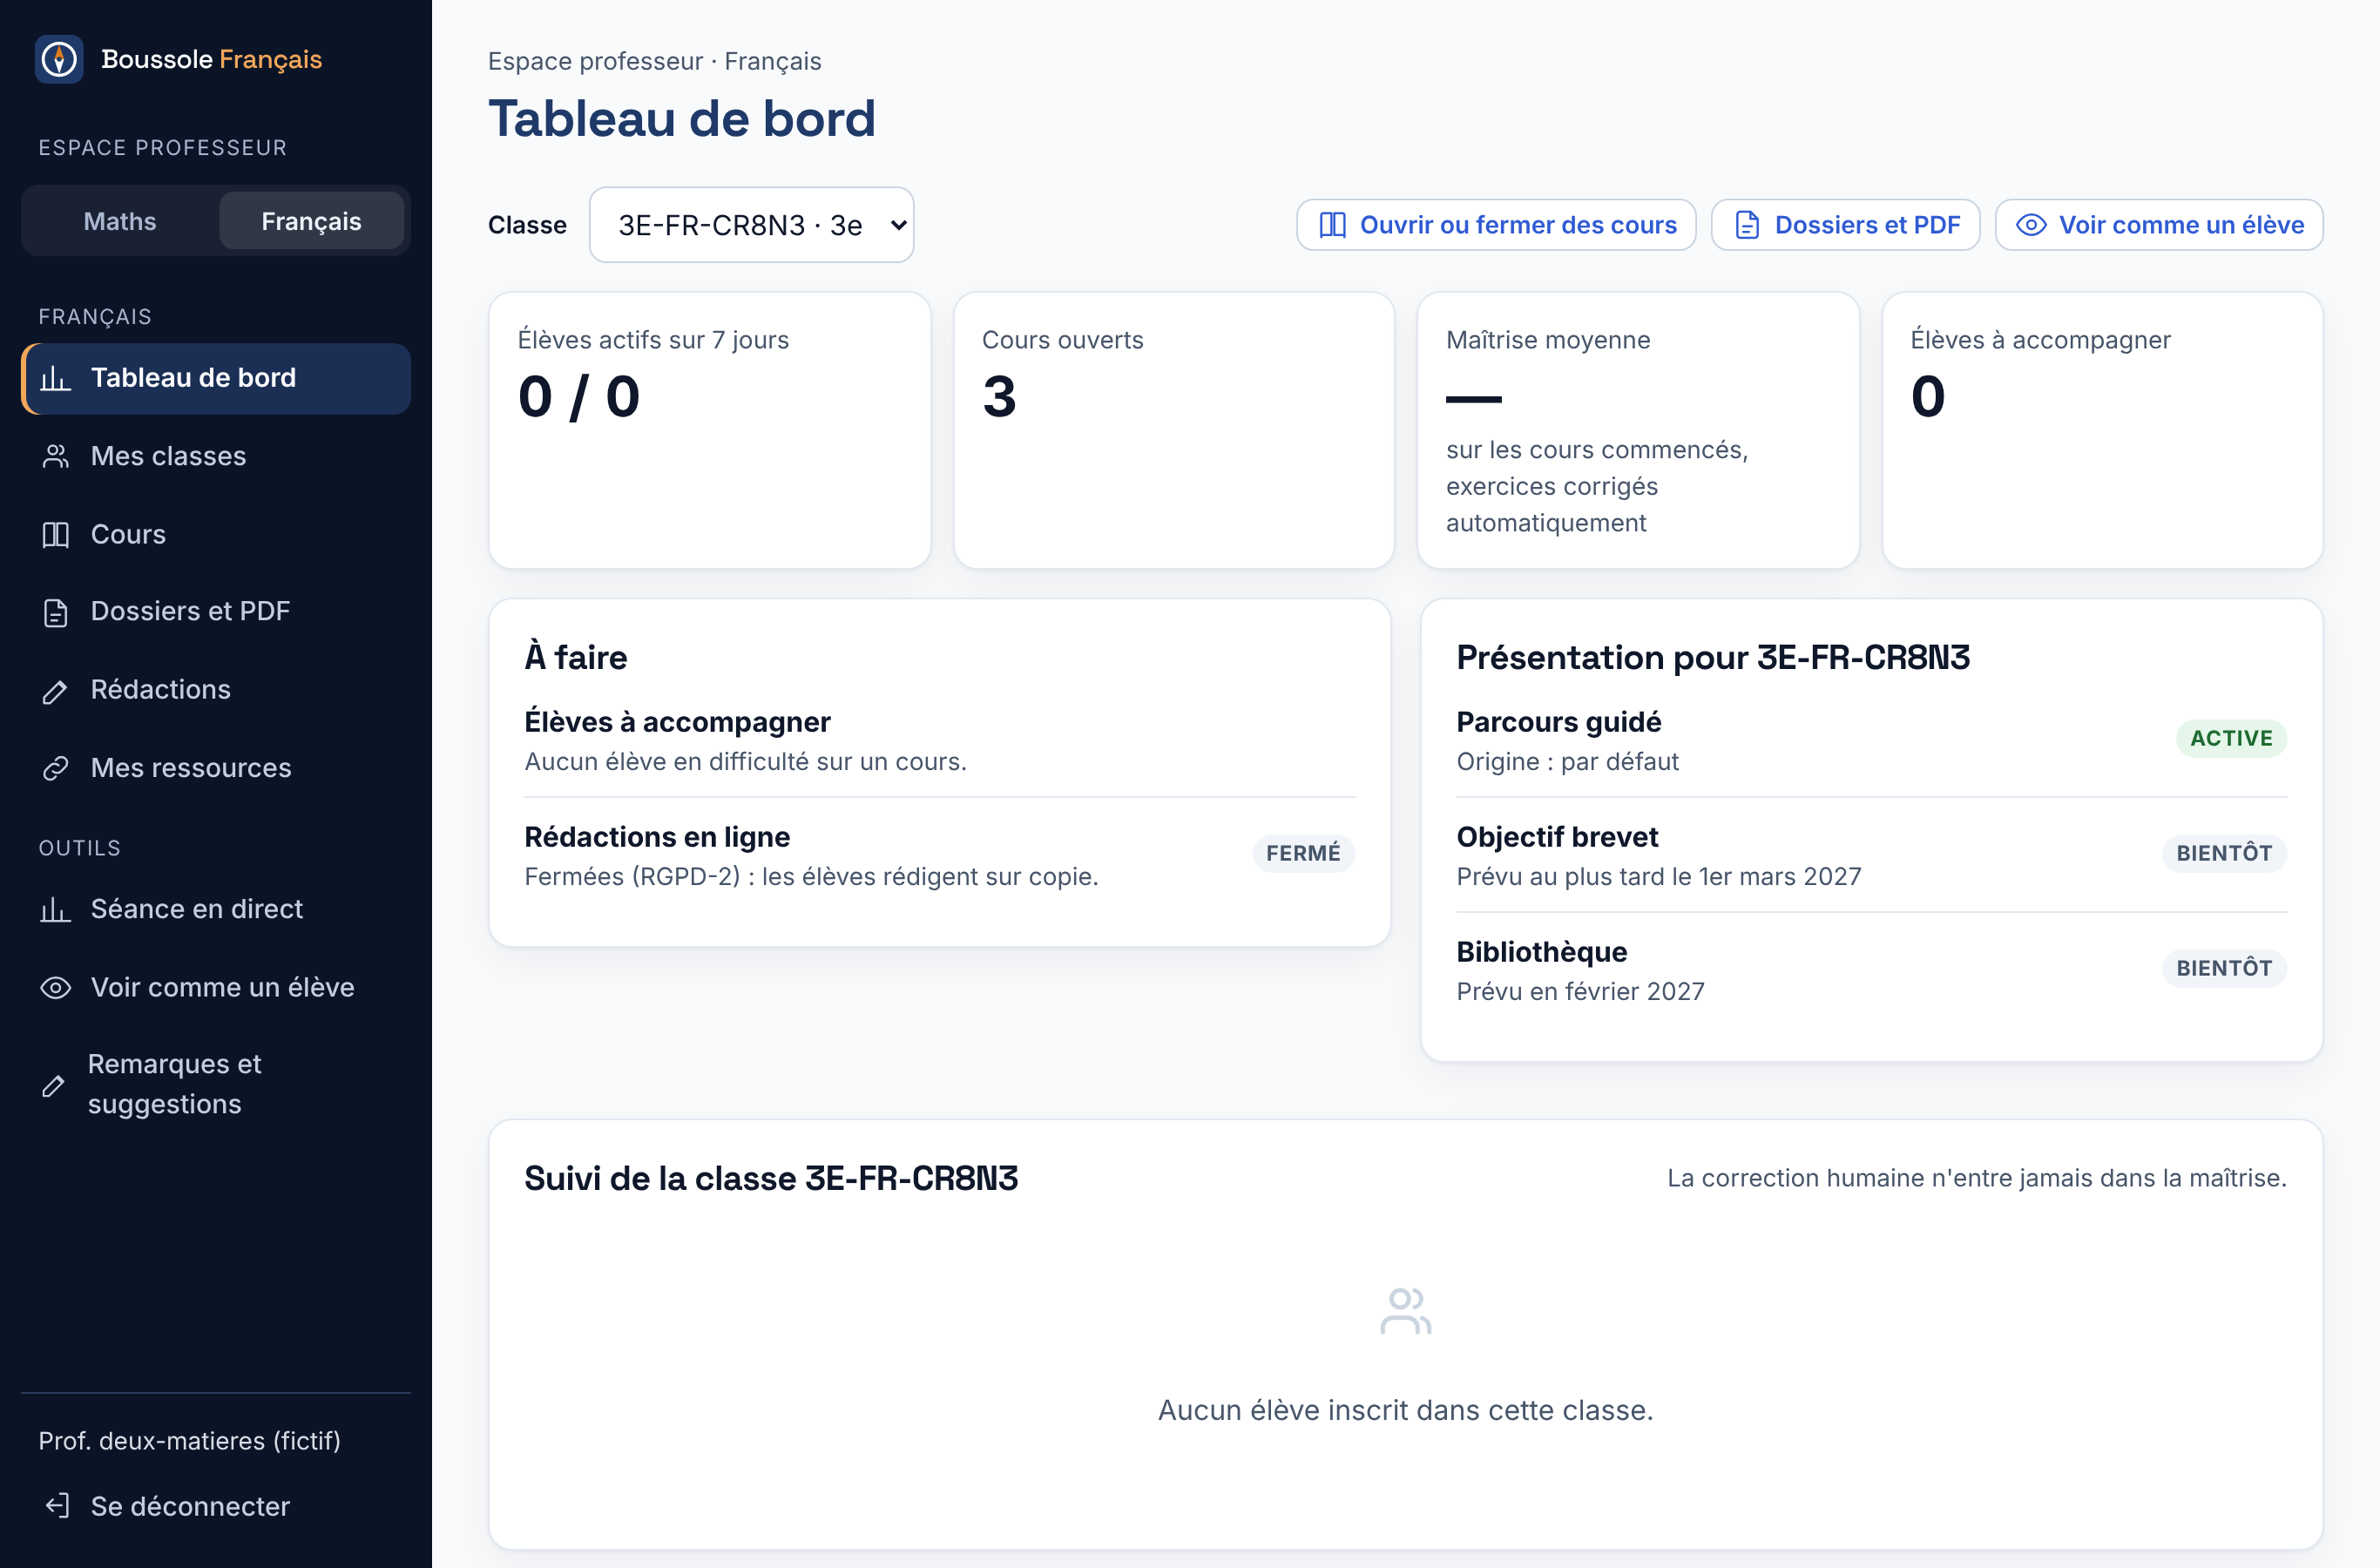 Boussole Français
ESPACE PROFESSEUR
Maths
Français
FRANÇAIS
Tableau de bord
Mes classes
Cours
Dossiers et PDF
Rédactions
Mes ressources
OUTILS
Séance en direct
Voir comme un élève
Remarques et
suggestions
Prof. deux-matieres (fictif)
Se déconnecter
Espace professeur · Français
Tableau de bord
Classe
3E-FR-CR8N3 · 3e
Ouvrir ou fermer des cours
Dossiers et PDF
Voir comme un élève
Élèves actifs sur 7 jours
0 / 0
Cours ouverts
3
Maîtrise moyenne
—
sur les cours commencés,
exercices corrigés
automatiquement
Élèves à accompagner
0
À faire
Élèves à accompagner
Aucun élève en difficulté sur un cours.
Rédactions en ligne
Fermées (RGPD-2) : les élèves rédigent sur copie.
FERMÉ
Présentation pour 3E-FR-CR8N3
Parcours guidé
Origine : par défaut
ACTIVE
Objectif brevet
Prévu au plus tard le 1er mars 2027
BIENTÔT
Bibliothèque
Prévu en février 2027
BIENTÔT
Suivi de la classe 3E-FR-CR8N3
La correction humaine n'entre jamais dans la maîtrise.
Aucun élève inscrit dans cette classe.